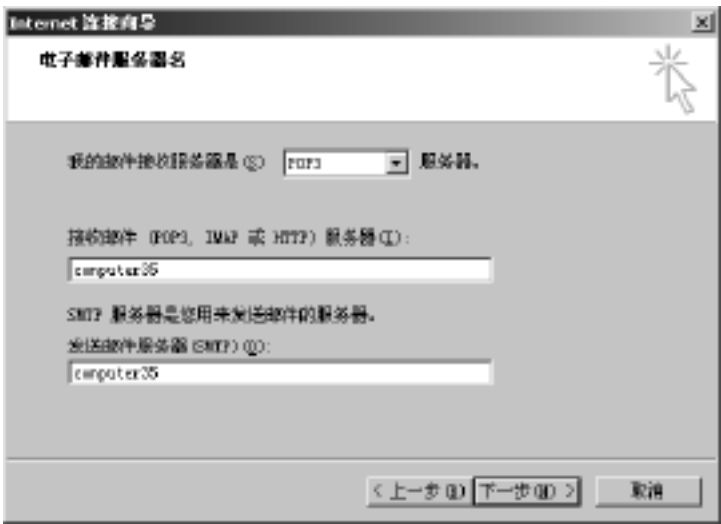 Internet 连接向导
电子邮件服务器名
我的邮件接收服务器是(S) POP3 服务器。
接收邮件 (POP3, IMAP 或 HTTP) 服务器(I):
computer35
SMTP 服务器是您用来发送邮件的服务器。
发送邮件服务器(SMTP)(O):
computer35
< 上一步(B) 下一步(N) > 取消